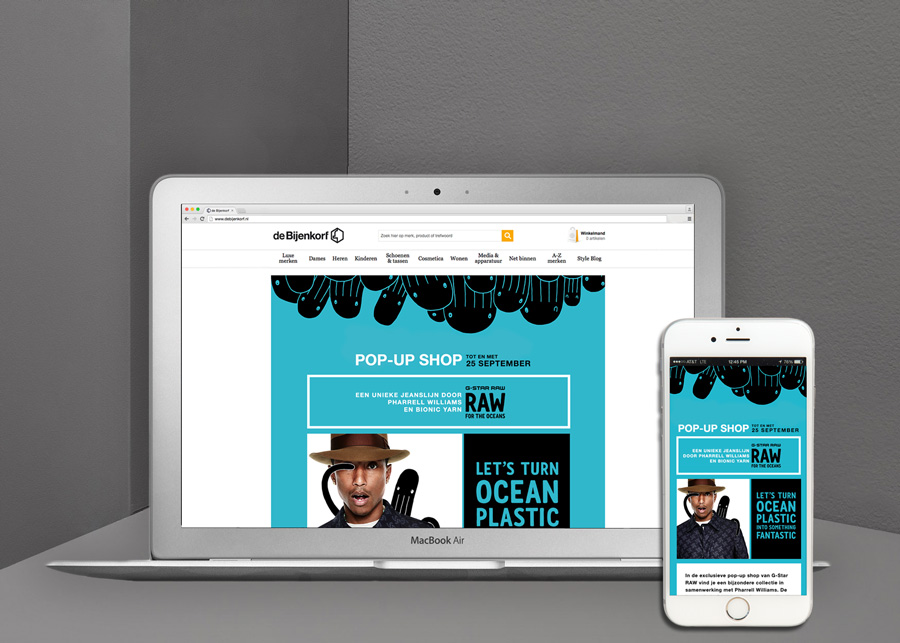 de Bijenkorf
www.debijenkorf.nl
de Bijenkorf
Zoek hier op merk, product of trefwoord
Winkelmand
0 artikelen
Luxe merken Dames Heren Kinderen Schoenen & tassen Cosmetica Wonen Media & apparatuur Net binnen A-Z merken Style Blog
POP-UP SHOP TOT EN MET 25 SEPTEMBER
EEN UNIEKE JEANSLIJN DOOR
PHARRELL WILLIAMS
EN BIONIC YARN
G-STAR RAW
RAW
FOR THE OCEANS
LET'S TURN
OCEAN
PLASTIC
MacBook Air
AT&T LTE 12:45 PM 76%
POP-UP SHOP TOT EN MET 25 SEPTEMBER
EEN UNIEKE JEANSLIJN
DOOR PHARRELL WILLIAMS
EN BIONIC YARN
G-STAR RAW
RAW
FOR THE OCEANS
LET'S TURN
OCEAN
PLASTIC
INTO SOMETHING
FANTASTIC
In de exclusieve pop-up shop van G-Star
RAW vind je een bijzondere collectie in
samenwerking met Pharrell Williams. De